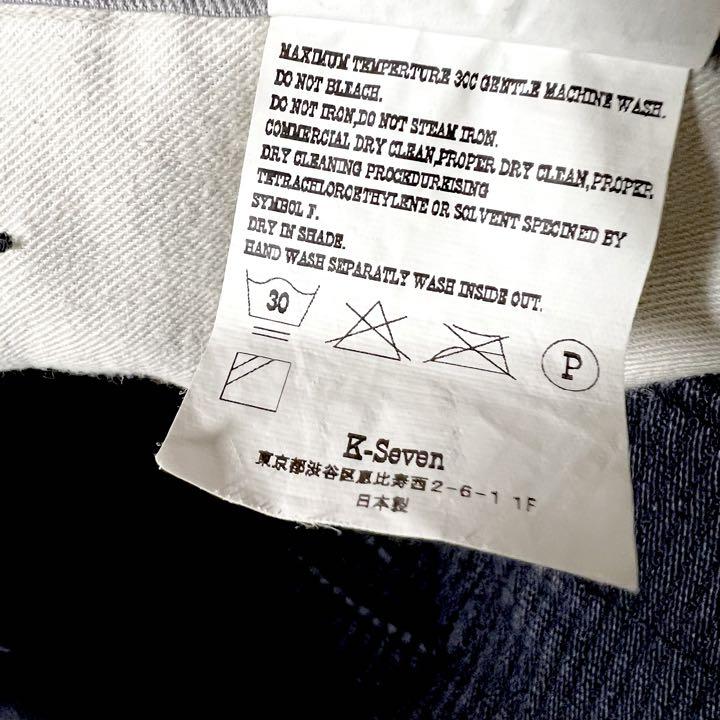 MAXIMUM TEMPERTURE 30C GENTLE MACHINE WASH.
DO NOT BLEACH.
DO NOT IRON,DO NOT STEAM IRON.
COMMERCIAL DRY CLEAN,PROPER DRY CLEAN,PROPER
DRY CLEANING PROCKDURKISING
TETRACHLOROETHYLENE OR SOLVENT SPECINED BY
SYMBOL F.
DRY IN SHADE.
HAND WASH SEPARATLY WASH INSIDE OUT.
30
P
K-Seven
東京都渋谷区恵比寿西2-6-1 1F
日本製